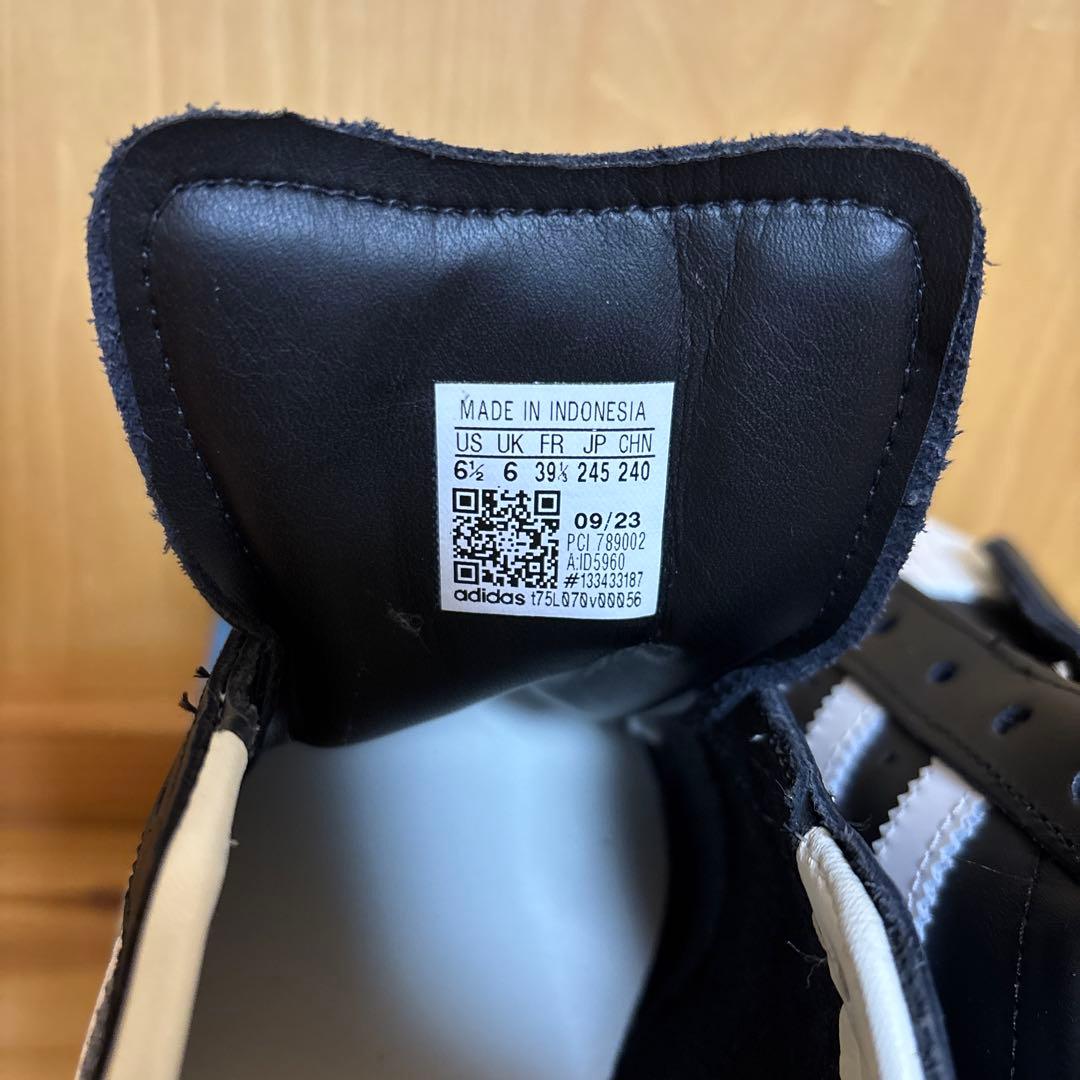 MADE IN INDONESIA
US UK FR JP CHN
6½ 6 39⅓ 245 240
09/23
PCI 789002
A:ID5960
#133433187
adidas t75L070v00056